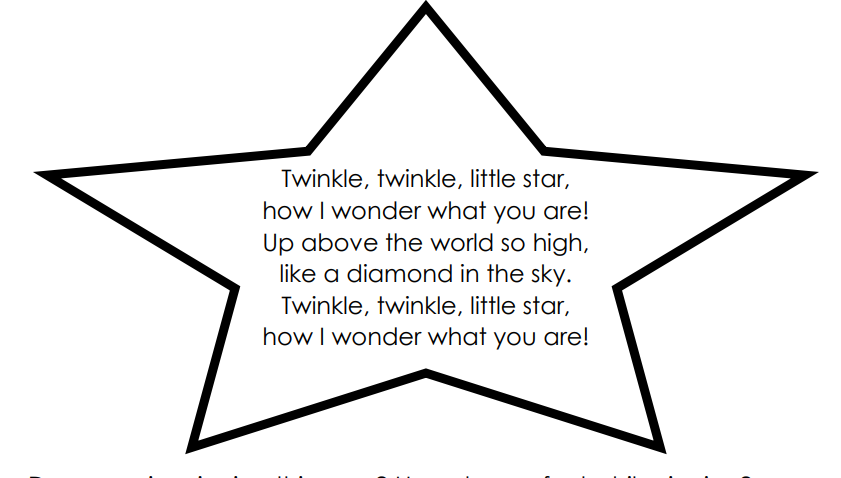 Twinkle, twinkle, little star,
how I wonder what you are!
Up above the world so high,
like a diamond in the sky.
Twinkle, twinkle, little star,
how I wonder what you are!